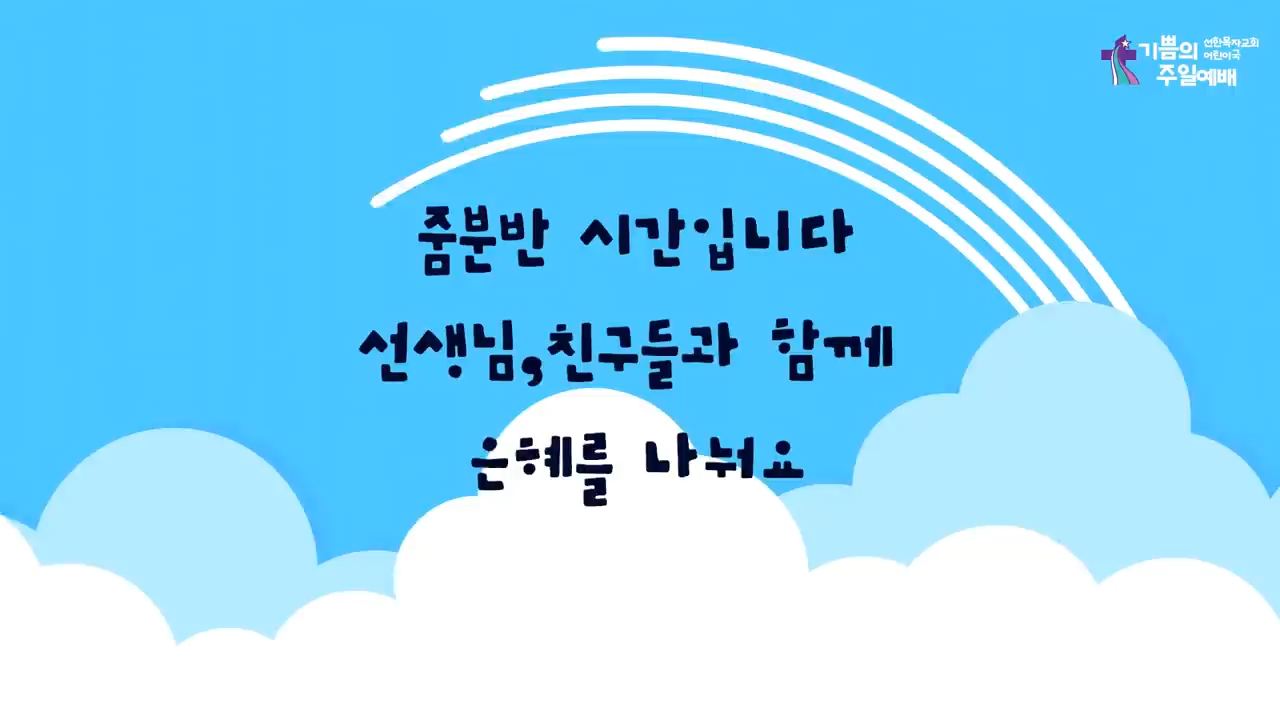 기쁨의 선한목자교회 어린이국
주일예배
줌분반 시간입니다
선생님,친구들과 함께
은혜를 나눠요